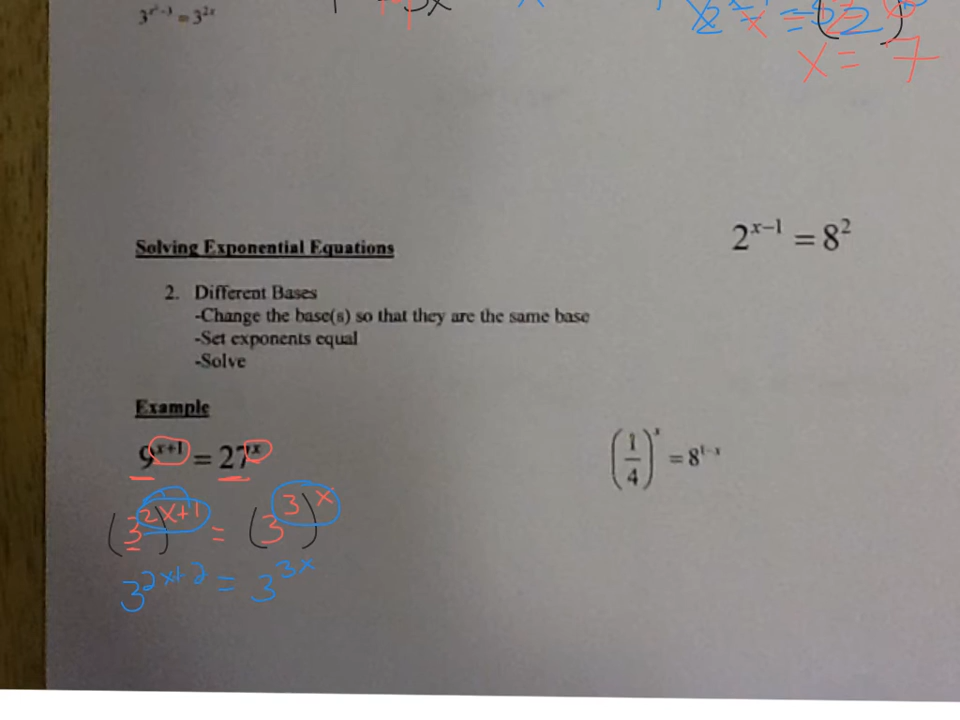 3^{x²-3} = 3^{2x}
x = 7
2^{x-1} = 8²
Solving Exponential Equations
2. Different Bases
-Change the base(s) so that they are the same base
-Set exponents equal
-Solve
Example
9^{x+1} = 27^x
(1/4)^x = 8^{1-x}
(3^2)^{x+1} = (3^3)^x
3^{2x+2} = 3^{3x}